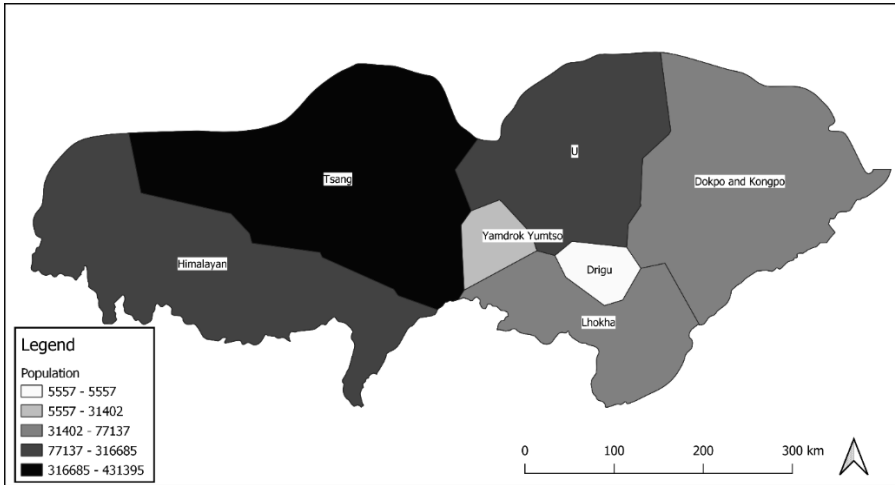 U
Tsang
Dokpo and Kongpo
Yamdrok Yumtso
Himalayan
Drigu
Lhokha
Legend
Population
5557 - 5557
5557 - 31402
31402 - 77137
77137 - 316685
316685 - 431395
0 100 200 300 km